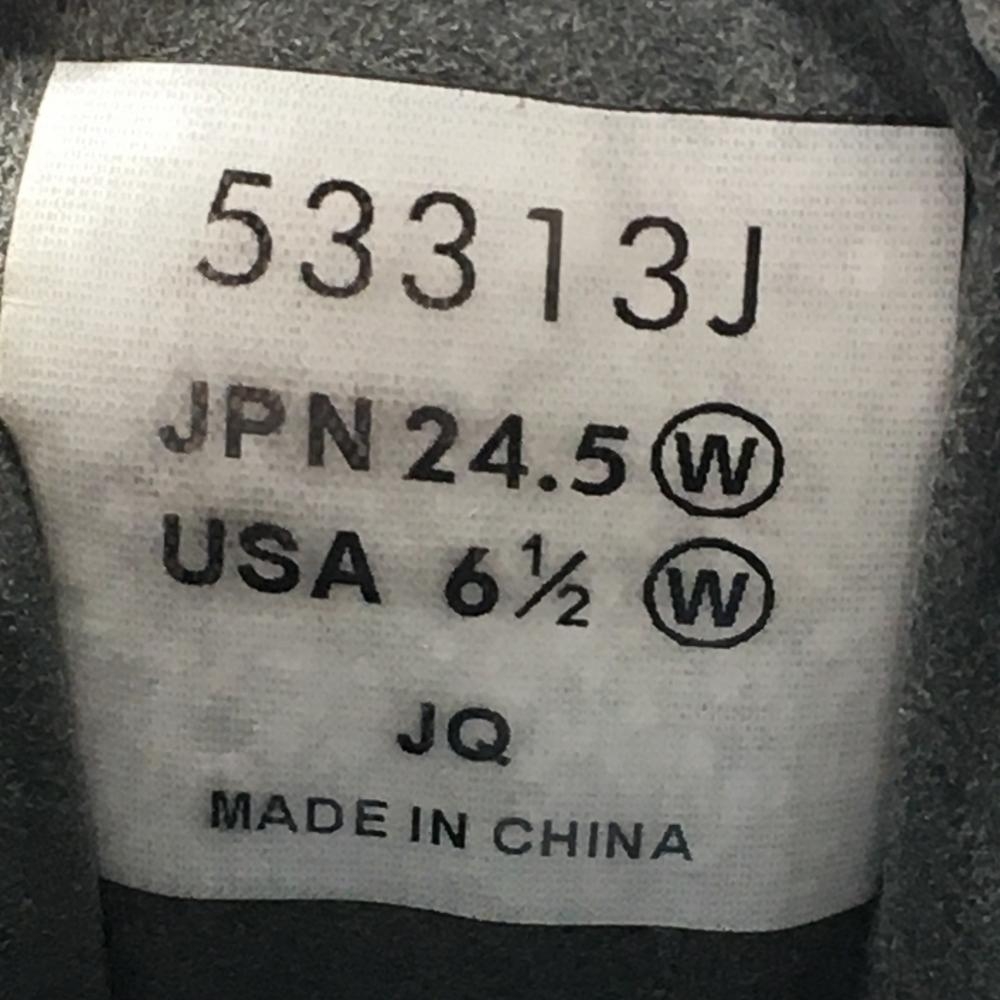 53313J
JPN 24.5 Ⓦ
USA 6½ Ⓦ
JQ
MADE IN CHINA